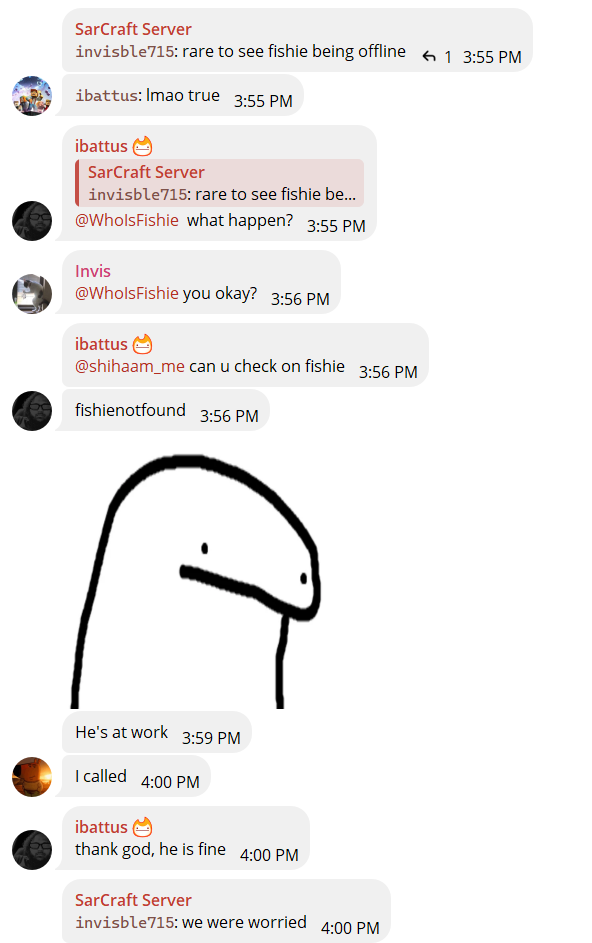 SarCraft Server
invisble715: rare to see fishie being offline 1 3:55 PM
ibattus: lmao true 3:55 PM
ibattus
SarCraft Server
invisble715: rare to see fishie be...
@WhoIsFishie what happen? 3:55 PM
Invis
@WhoIsFishie you okay? 3:56 PM
ibattus
@shihaam_me can u check on fishie 3:56 PM
fishienotfound 3:56 PM
He's at work 3:59 PM
I called 4:00 PM
ibattus
thank god, he is fine 4:00 PM
SarCraft Server
invisble715: we were worried 4:00 PM